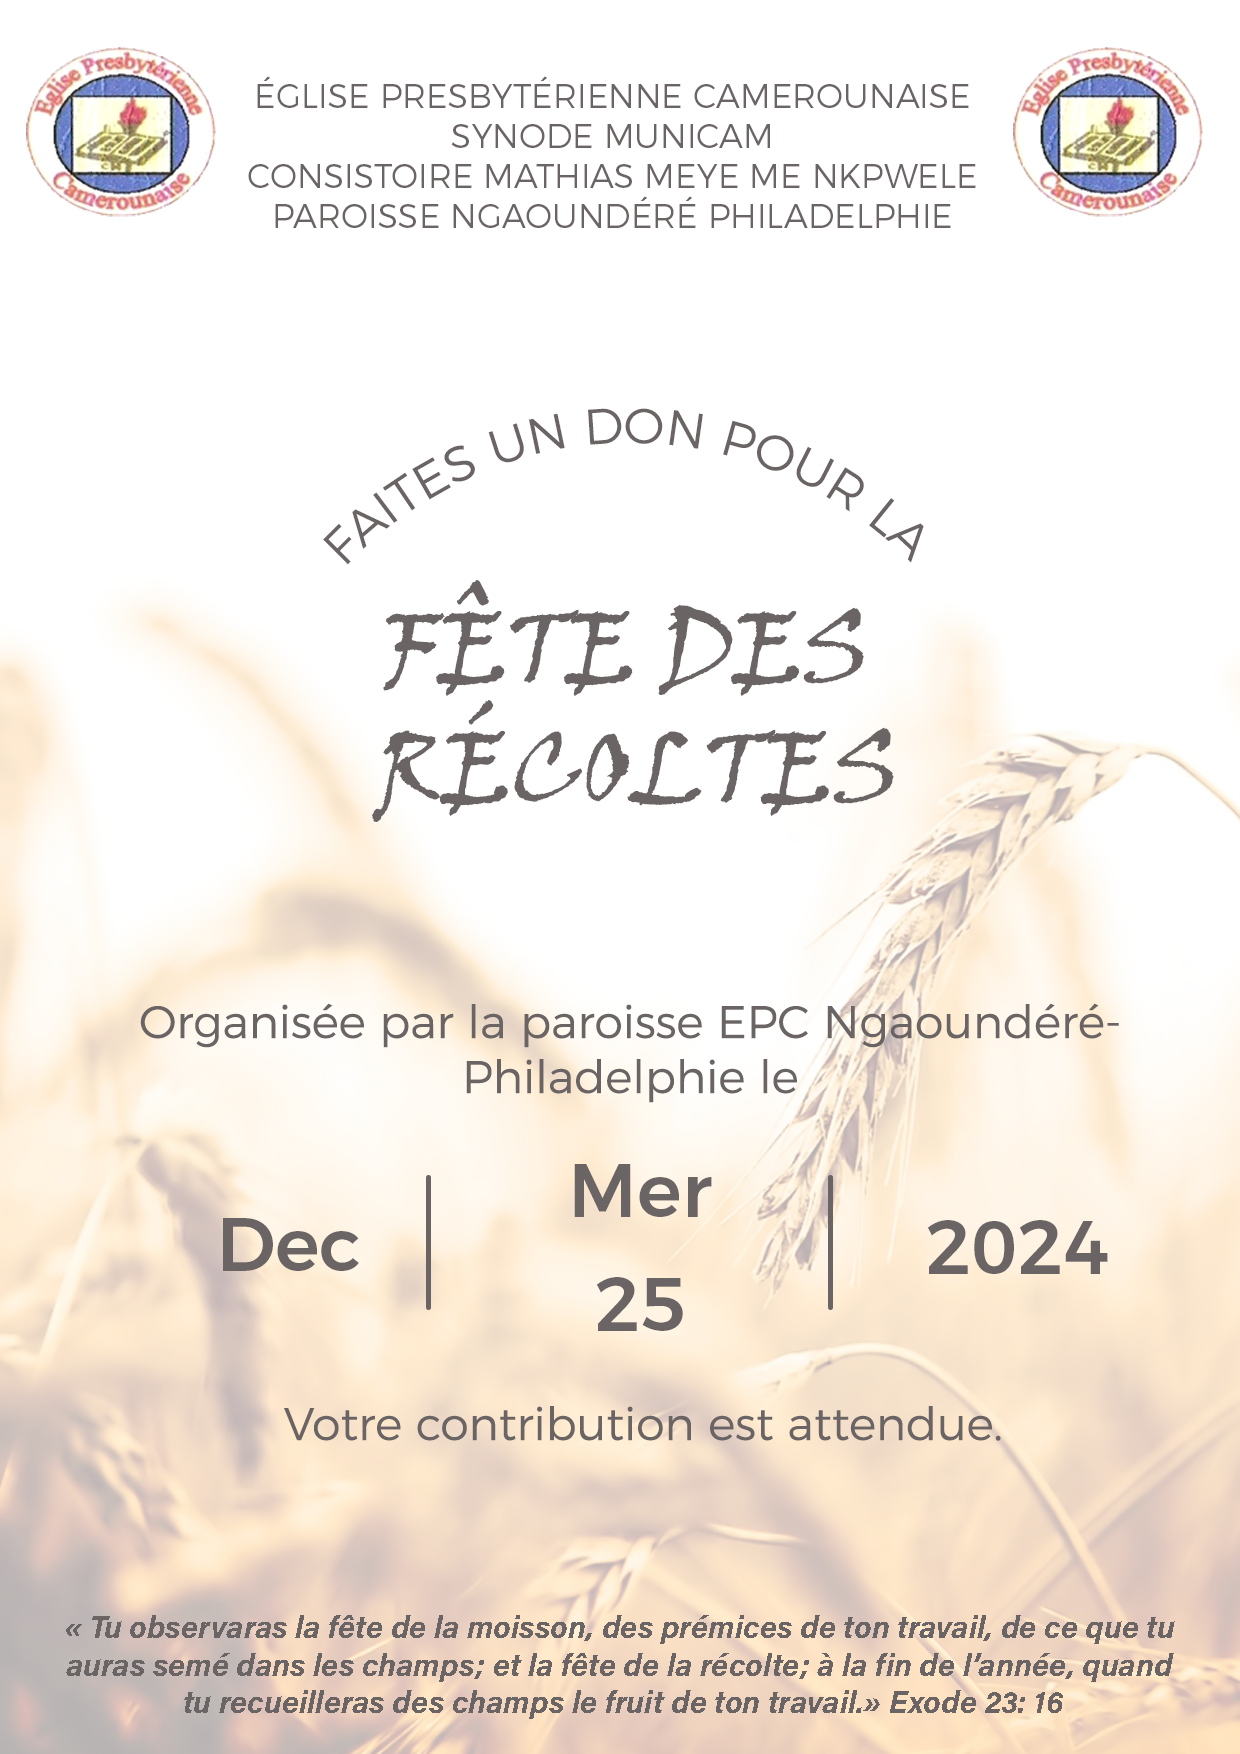 Eglise Presbytérienne
Camerounaise
ÉGLISE PRESBYTÉRIENNE CAMEROUNAISE
SYNODE MUNICAM
CONSISTOIRE MATHIAS MEYE ME NKPWELE
PAROISSE NGAOUNDÉRÉ PHILADELPHIE
Eglise Presbytérienne
Camerounaise
FAITES UN DON POUR LA
FÊTE DES
RÉCOLTES
Organisée par la paroisse EPC Ngaoundéré-
Philadelphie le
Dec
Mer
25
2024
Votre contribution est attendue.
« Tu observaras la fête de la moisson, des prémices de ton travail, de ce que tu
auras semé dans les champs; et la fête de la récolte; à la fin de l’année, quand
tu recueilleras des champs le fruit de ton travail.» Exode 23: 16